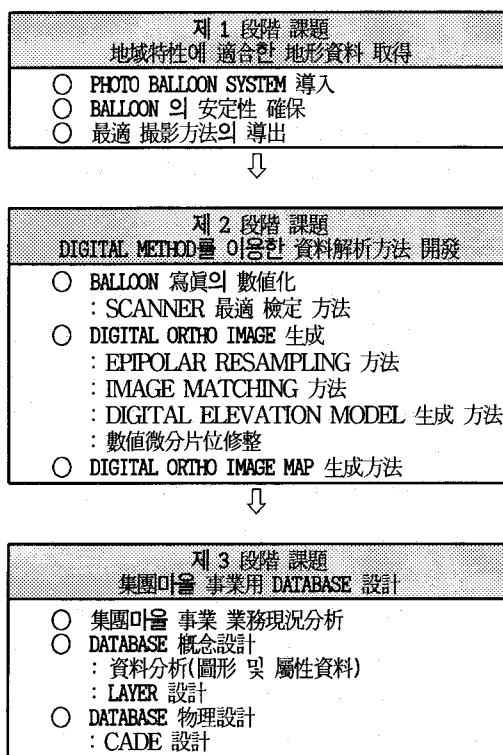 제 1 段階 課題
地域特性에 適合한 地形資料 取得
○ PHOTO BALLOON SYSTEM 導入
○ BALLOON 의 安定性 確保
○ 最適 撮影方法의 導出
⇩
제 2 段階 課題
DIGITAL METHOD를 이용한 資料解析方法 開發
○ BALLOON 寫眞의 數値化
: SCANNER 最適 檢定 方法
○ DIGITAL ORTHO IMAGE 生成
: EPIPOLAR RESAMPLING 方法
: IMAGE MATCHING 方法
: DIGITAL ELEVATION MODEL 生成 方法
: 數値微分片位修整
○ DIGITAL ORTHO IMAGE MAP 生成方法
⇩
제 3 段階 課題
集團마을 事業用 DATABASE 設計
○ 集團마을 事業 業務現況分析
○ DATABASE 槪念設計
: 資料分析(圖形 및 屬性資料)
: LAYER 設計
○ DATABASE 物理設計
: CADE 設計